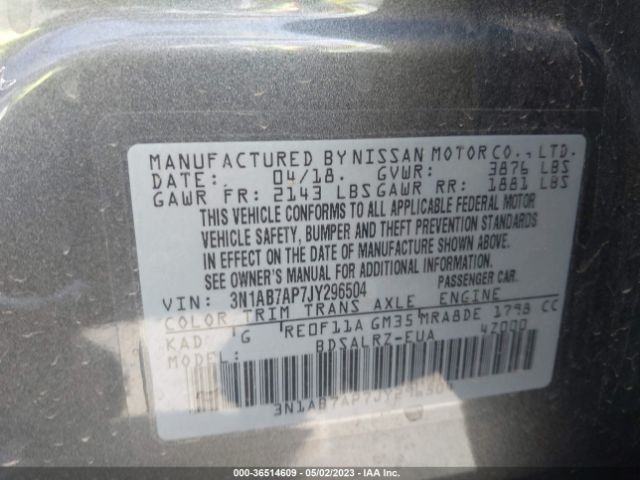 MANUFACTURED BY NISSAN MOTOR CO., LTD.
DATE: 04/18. GVWR: 3876 LBS
GAWR FR: 2143 LBS GAWR RR: 1881 LBS
THIS VEHICLE CONFORMS TO ALL APPLICABLE FEDERAL MOTOR
VEHICLE SAFETY, BUMPER AND THEFT PREVENTION STANDARDS
IN EFFECT ON THE DATE OF MANUFACTURE SHOWN ABOVE.
SEE OWNER'S MANUAL FOR ADDITIONAL INFORMATION.
VIN: 3N1AB7AP7JY296504 PASSENGER CAR.
COLOR TRIM TRANS AXLE ENGINE
KAD G RE0F11A GM35 MRA8DE 1798 CC
MODEL: BDSALRZ-EUA 4Z000
3N1AB7AP7JY296504
000-36514609 - 05/02/2023 - IAA Inc.